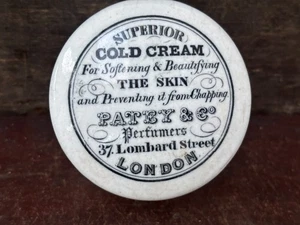 SUPERIOR
COLD CREAM
For Softening & Beautifying
THE SKIN
and Preventing it from Chapping.
PATEY & Co
Perfumers
37. Lombard Street
LONDON.